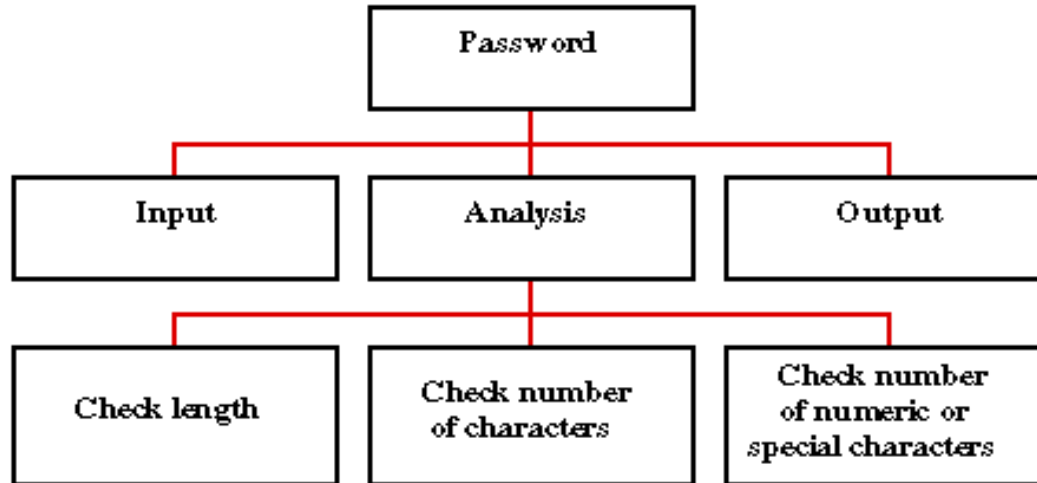 Password
Input
Analysis
Output
Check length
Check number
of characters
Check number
of numeric or
special characters